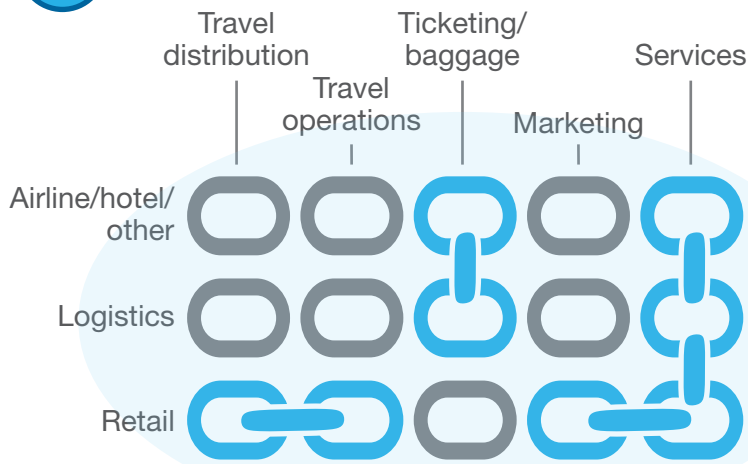 Travel
distribution
Travel
operations
Ticketing/
baggage
Marketing
Services
Airline/hotel/
other
Logistics
Retail